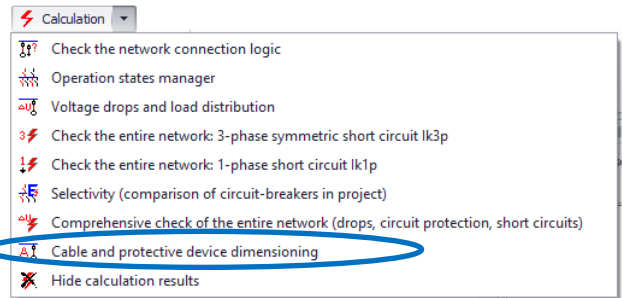 Calculation
Check the network connection logic
Operation states manager
Voltage drops and load distribution
Check the entire network: 3-phase symmetric short circuit Ik3p
Check the entire network: 1-phase short circuit Ik1p
Selectivity (comparison of circuit-breakers in project)
Comprehensive check of the entire network (drops, circuit protection, short circuits)
Cable and protective device dimensioning
Hide calculation results